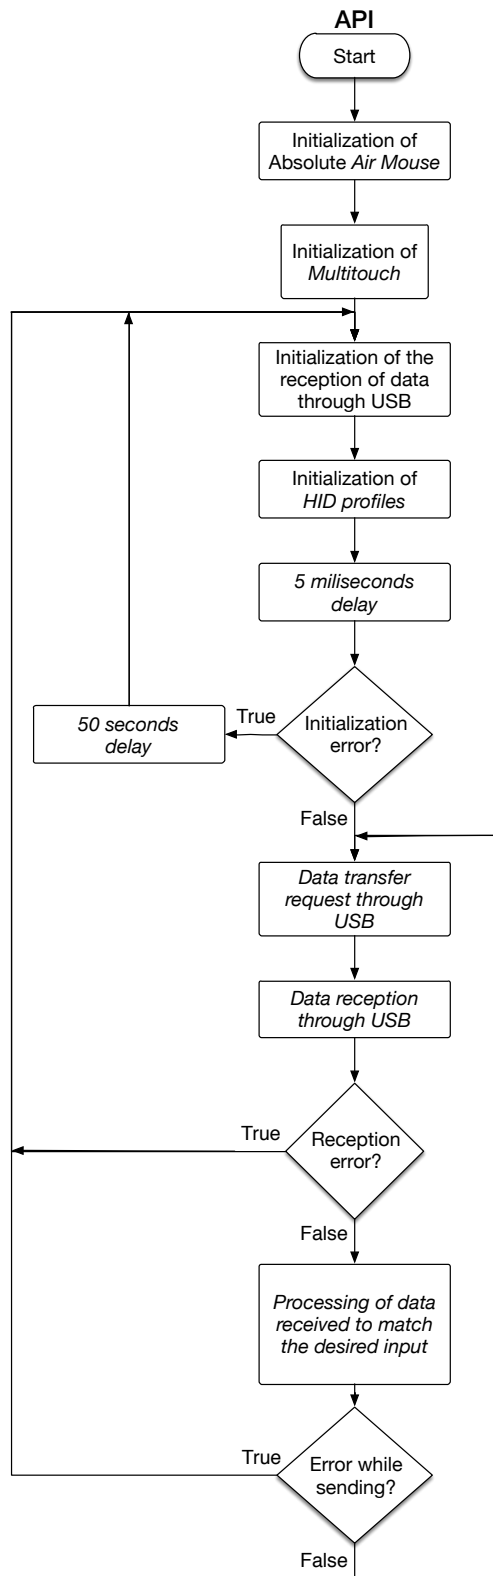 API
Start
Initialization of
Absolute Air Mouse
Initialization of
Multitouch
Initialization of the
reception of data
through USB
Initialization of
HID profiles
5 miliseconds
delay
50 seconds
delay
True
Initialization
error?
False
Data transfer
request through
USB
Data reception
through USB
True
Reception
error?
False
Processing of data
received to match
the desired input
True
Error while
sending?
False